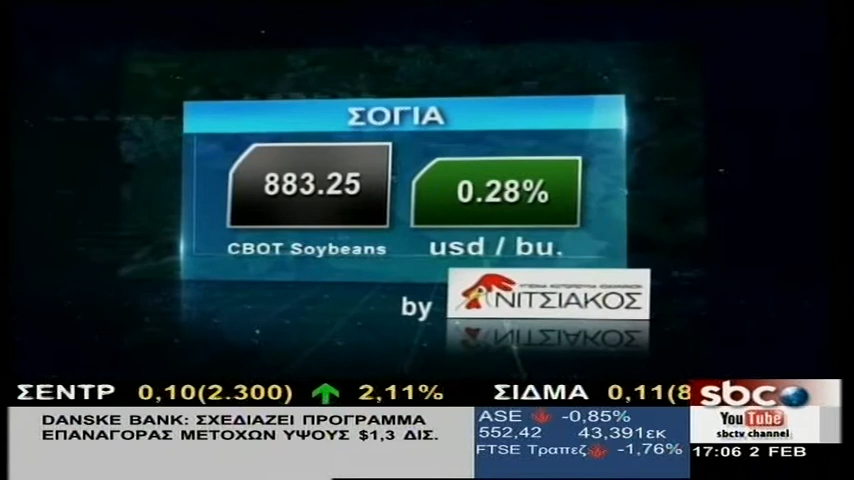 ΣΟΓΙΑ
883.25
0.28%
CBOT Soybeans
usd / bu.
by
ΝΙΤΣΙΑΚΟΣ
ΣΕΝΤΡ 0,10(2.300) 2,11% ΣΙΔΜΑ 0,11(8
sbc
DANSKE BANK: ΣΧΕΔΙΑΖΕΙ ΠΡΟΓΡΑΜΜΑ
ΕΠΑΝΑΓΟΡΑΣ ΜΕΤΟΧΩΝ ΥΨΟΥΣ $1,3 ΔΙΣ.
ASE -0,85%
552,42 43,391εκ
FTSE Τραπεζ -1,76%
YouTube
sbctv channel
17:06 2 FEB